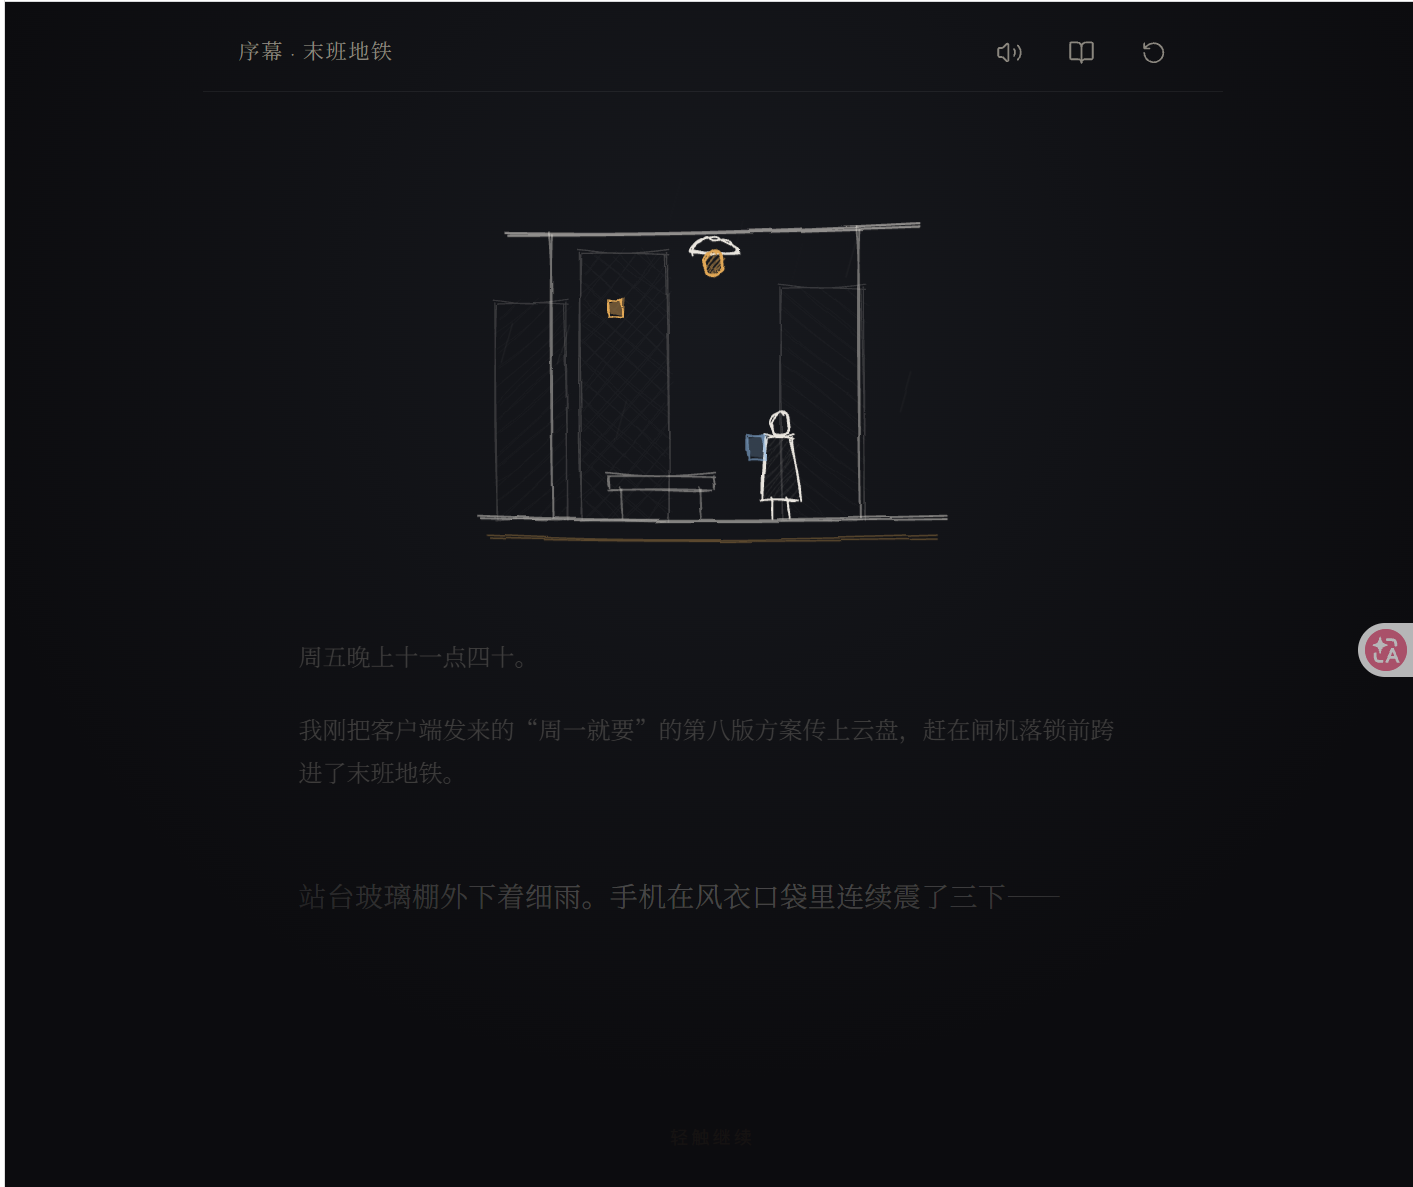 序幕 · 末班地铁
周五晚上十一点四十。
我刚把客户端发来的“周一就要”的第八版方案传上云盘，赶在闸机落锁前跨
进了末班地铁。
站台玻璃棚外下着细雨。手机在风衣口袋里连续震了三下——
轻触继续